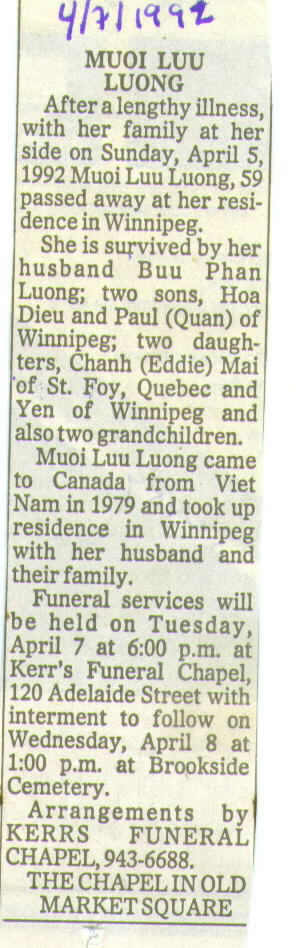 4/7/1992
MUOI LUU
LUONG
After a lengthy illness,
with her family at her
side on Sunday, April 5,
1992 Muoi Luu Luong, 59
passed away at her resi-
dence in Winnipeg.
She is survived by her
husband Buu Phan
Luong; two sons, Hoa
Dieu and Paul (Quan) of
Winnipeg; two daugh-
ters, Chanh (Eddie) Mai
of St. Foy, Quebec and
Yen of Winnipeg and
also two grandchildren.
Muoi Luu Luong came
to Canada from Viet
Nam in 1979 and took up
residence in Winnipeg
with her husband and
their family.
Funeral services will
be held on Tuesday,
April 7 at 6:00 p.m. at
Kerr's Funeral Chapel,
120 Adelaide Street with
interment to follow on
Wednesday, April 8 at
1:00 p.m. at Brookside
Cemetery.
Arrangements by
KERRS FUNERAL
CHAPEL, 943-6688.
THE CHAPEL IN OLD
MARKET SQUARE